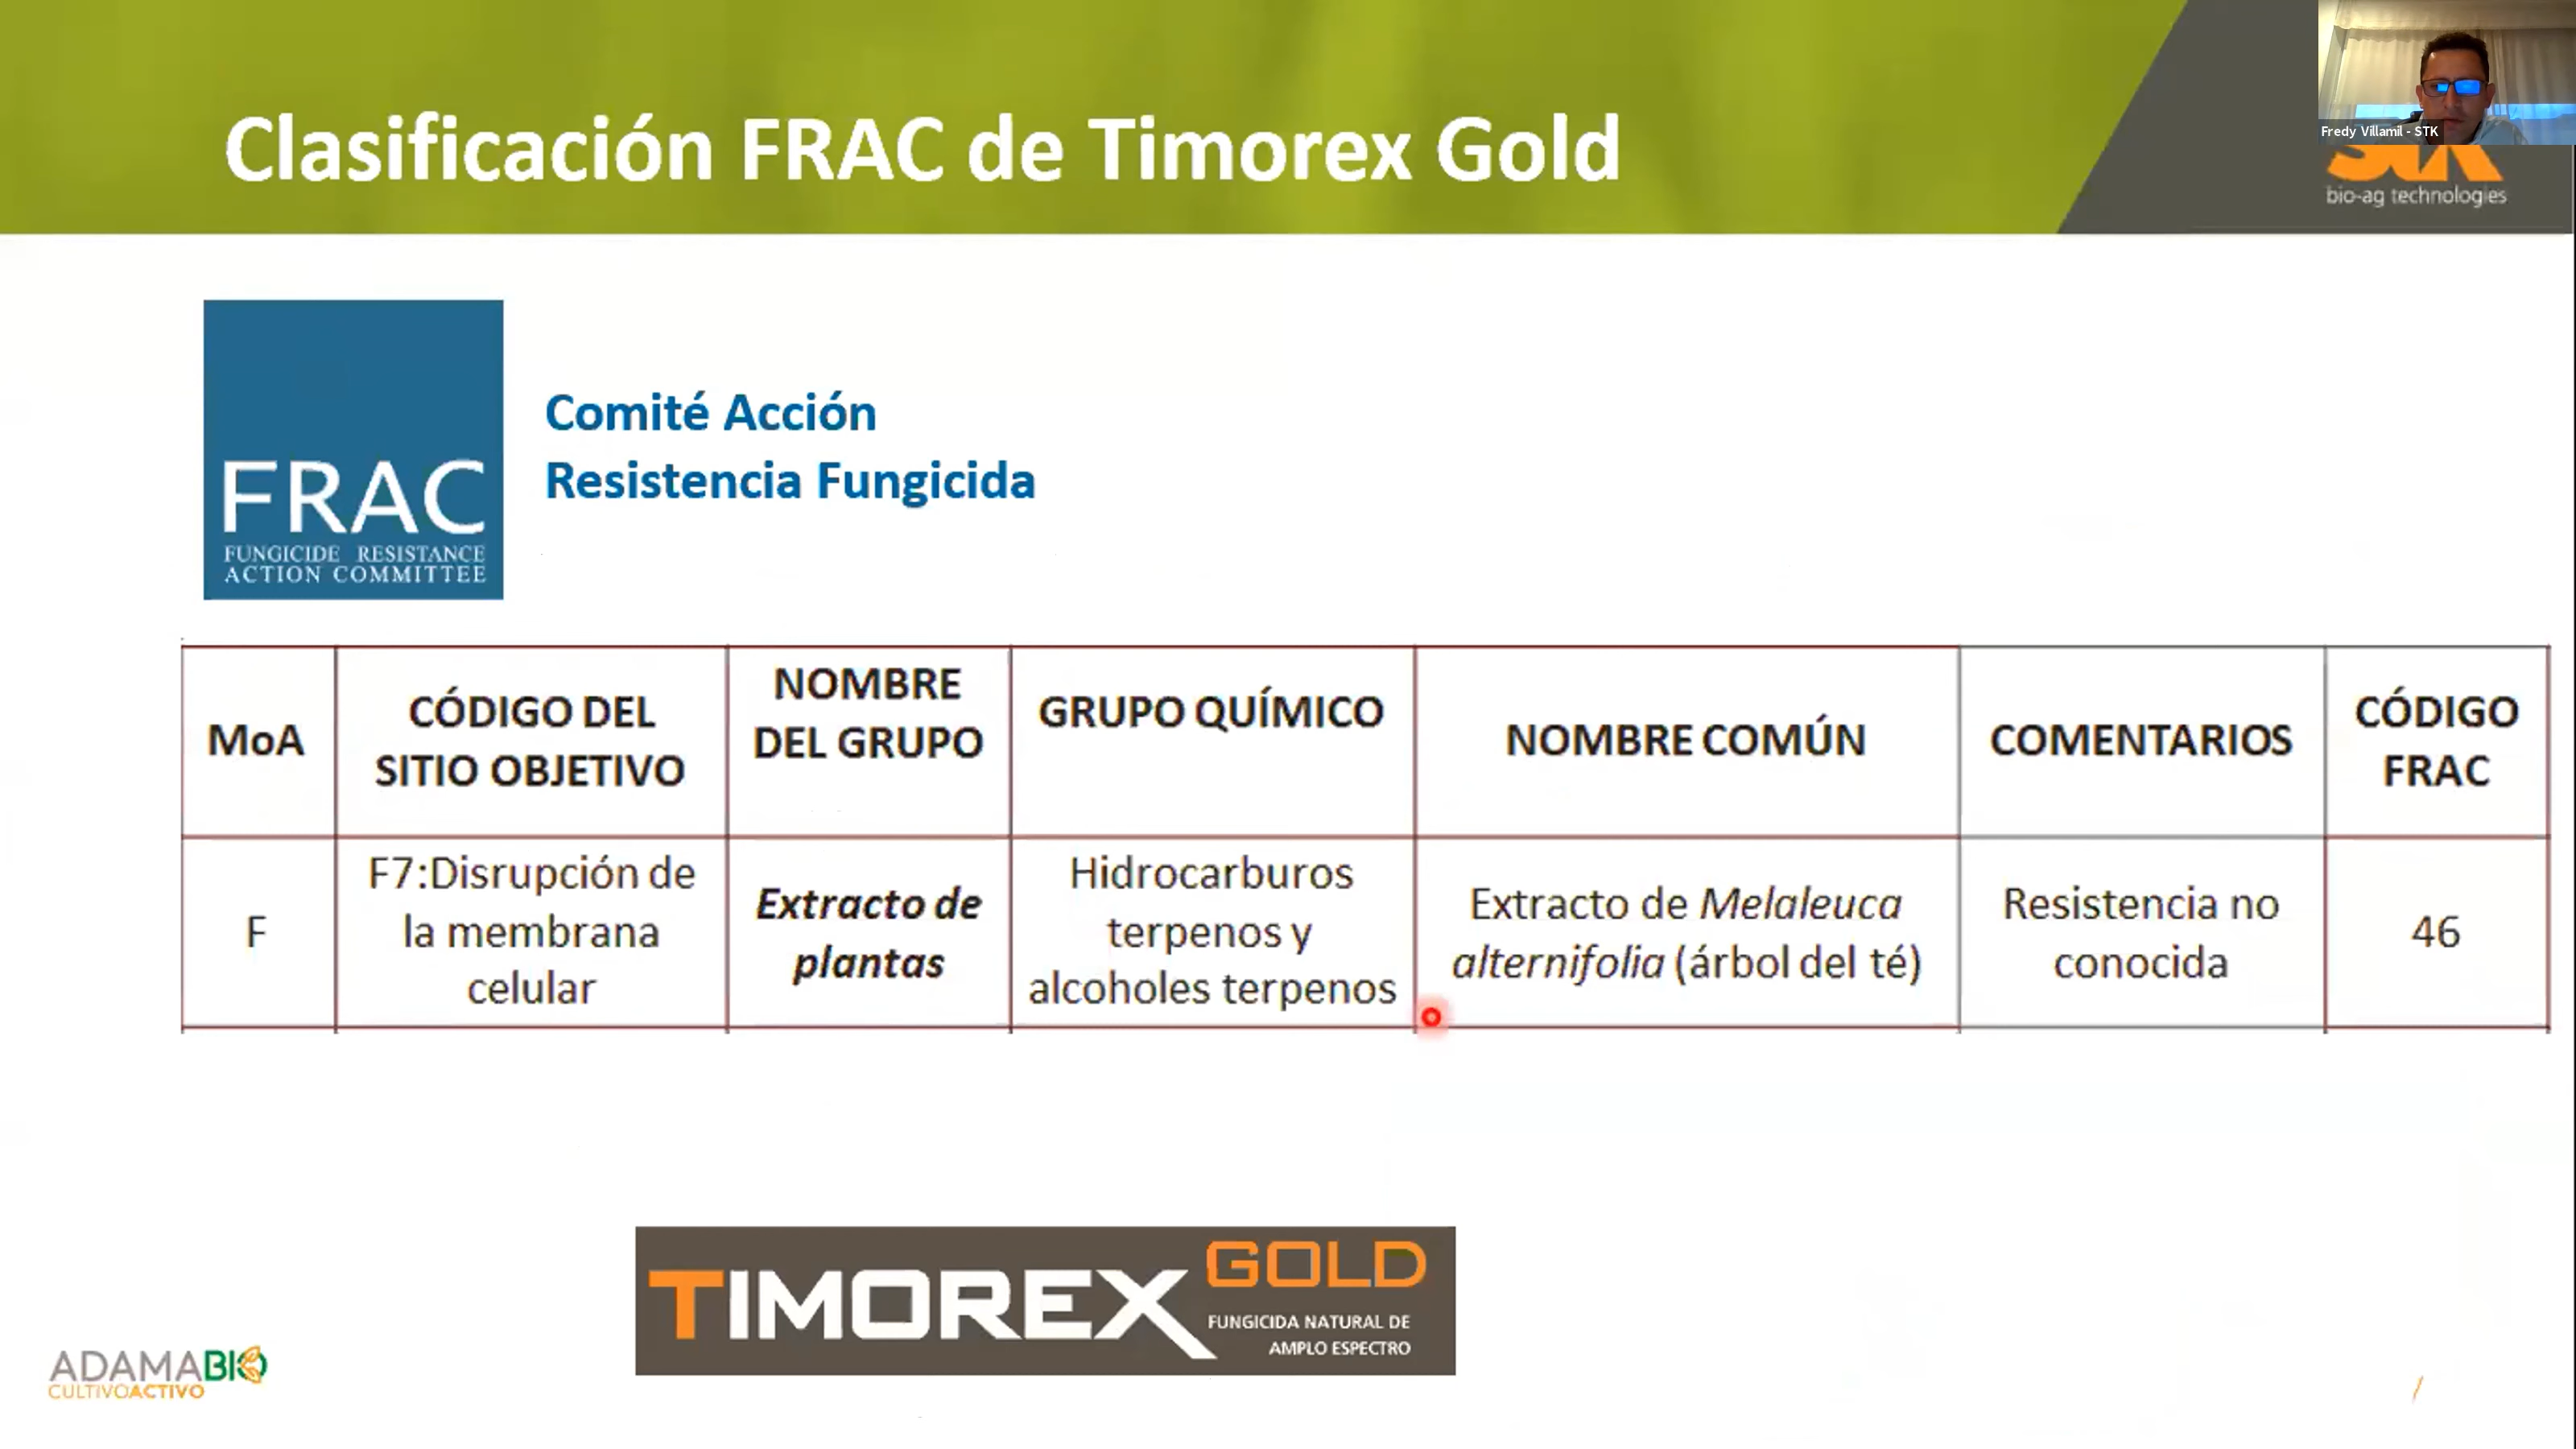 Clasificación FRAC de Timorex Gold
Fredy Villamil - STK
stk
bio-ag technologies
FRAC
FUNGICIDE RESISTANCE
ACTION COMMITTEE
Comité Acción
Resistencia Fungicida
MoA
CÓDIGO DEL
SITIO OBJETIVO
NOMBRE
DEL GRUPO
GRUPO QUÍMICO
NOMBRE COMÚN
COMENTARIOS
CÓDIGO
FRAC
F
F7:Disrupción de
la membrana
celular
Extracto de
plantas
Hidrocarburos
terpenos y
alcoholes terpenos
Extracto de Melaleuca
alternifolia (árbol del té)
Resistencia no
conocida
46
TIMOREX GOLD
FUNGICIDA NATURAL DE
AMPLO ESPECTRO
ADAMABIO
CULTIVOACTIVO
/